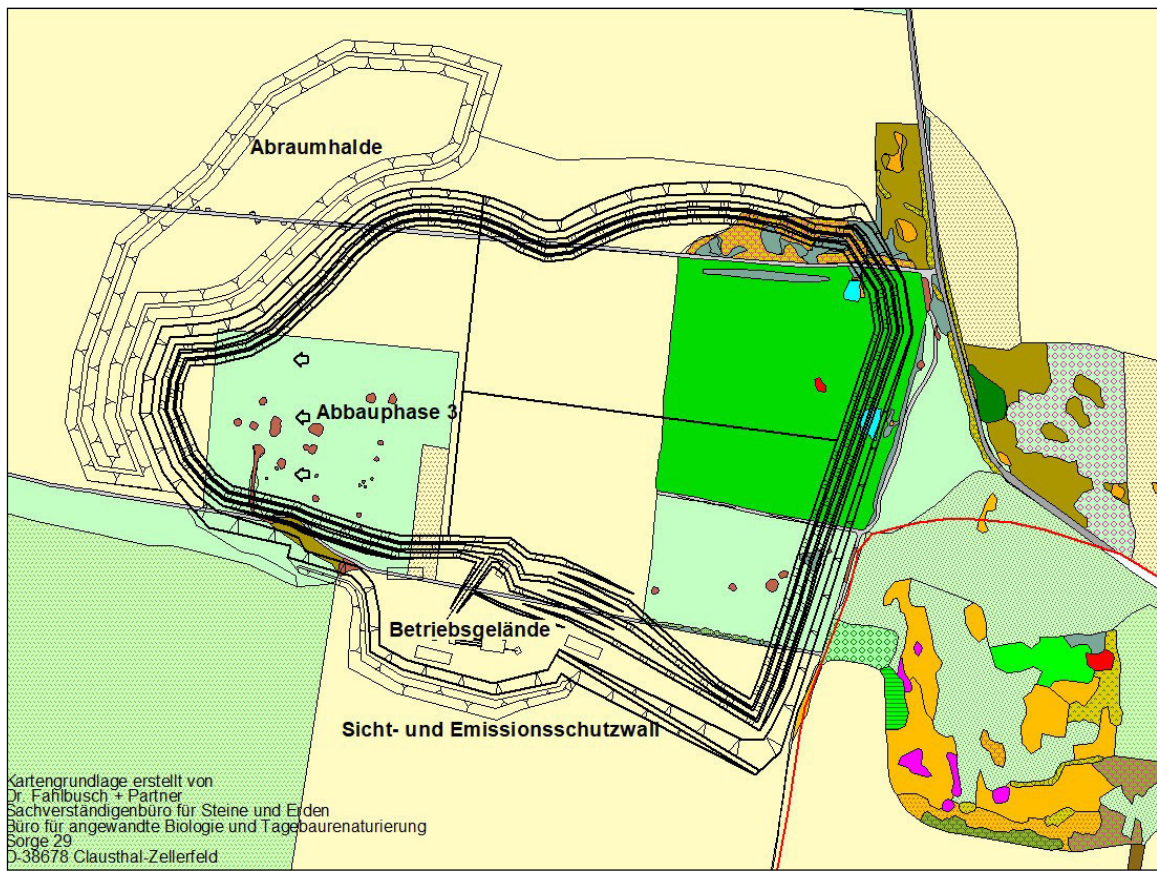 Abraumhalde
Abbauphase 3
Betriebsgelände
Sicht- und Emissionsschutzwall
Kartengrundlage erstellt von
Dr. Fahlbusch + Partner
Sachverständigenbüro für Steine und Erden
Büro für angewandte Biologie und Tagebaurenaturierung
Sorge 29
D-38678 Clausthal-Zellerfeld